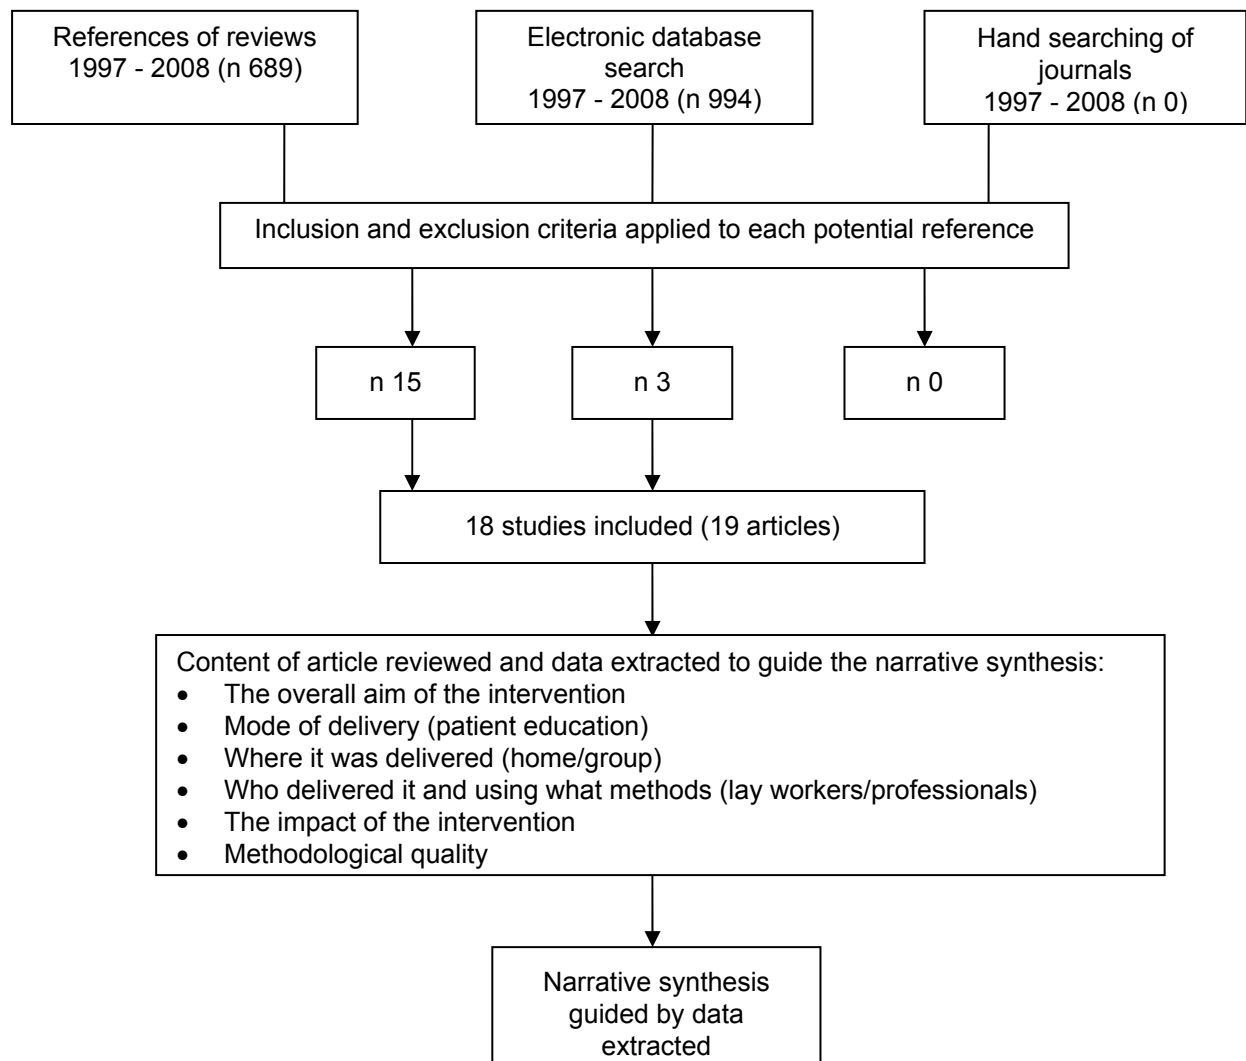 References of reviews
1997 - 2008 (n 689)
Electronic database
search
1997 - 2008 (n 994)
Hand searching of
journals
1997 - 2008 (n 0)
Inclusion and exclusion criteria applied to each potential reference
n 15
n 3
n 0
18 studies included (19 articles)
Content of article reviewed and data extracted to guide the narrative synthesis:
• The overall aim of the intervention
• Mode of delivery (patient education)
• Where it was delivered (home/group)
• Who delivered it and using what methods (lay workers/professionals)
• The impact of the intervention
• Methodological quality
Narrative synthesis
guided by data
extracted